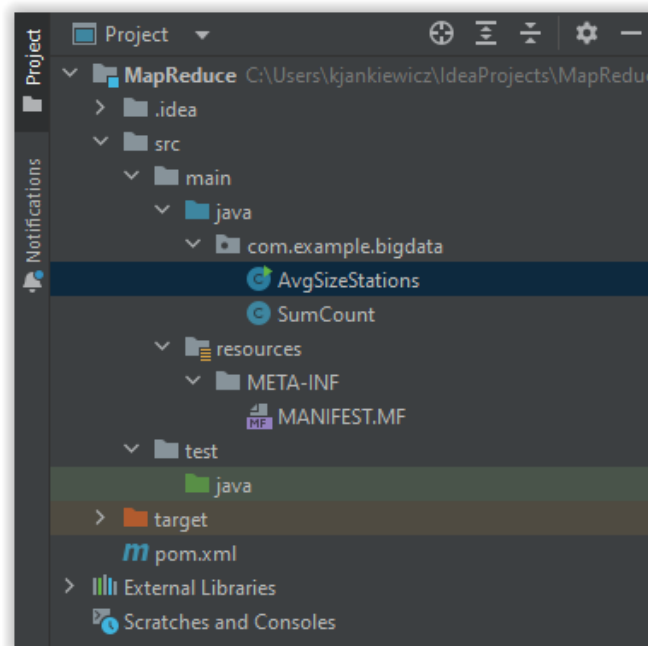 Project
Notifications
Project
MapReduce C:\Users\kjankiewicz\IdeaProjects\MapReduc
.idea
src
main
java
com.example.bigdata
AvgSizeStations
SumCount
resources
META-INF
MANIFEST.MF
test
java
target
pom.xml
External Libraries
Scratches and Consoles